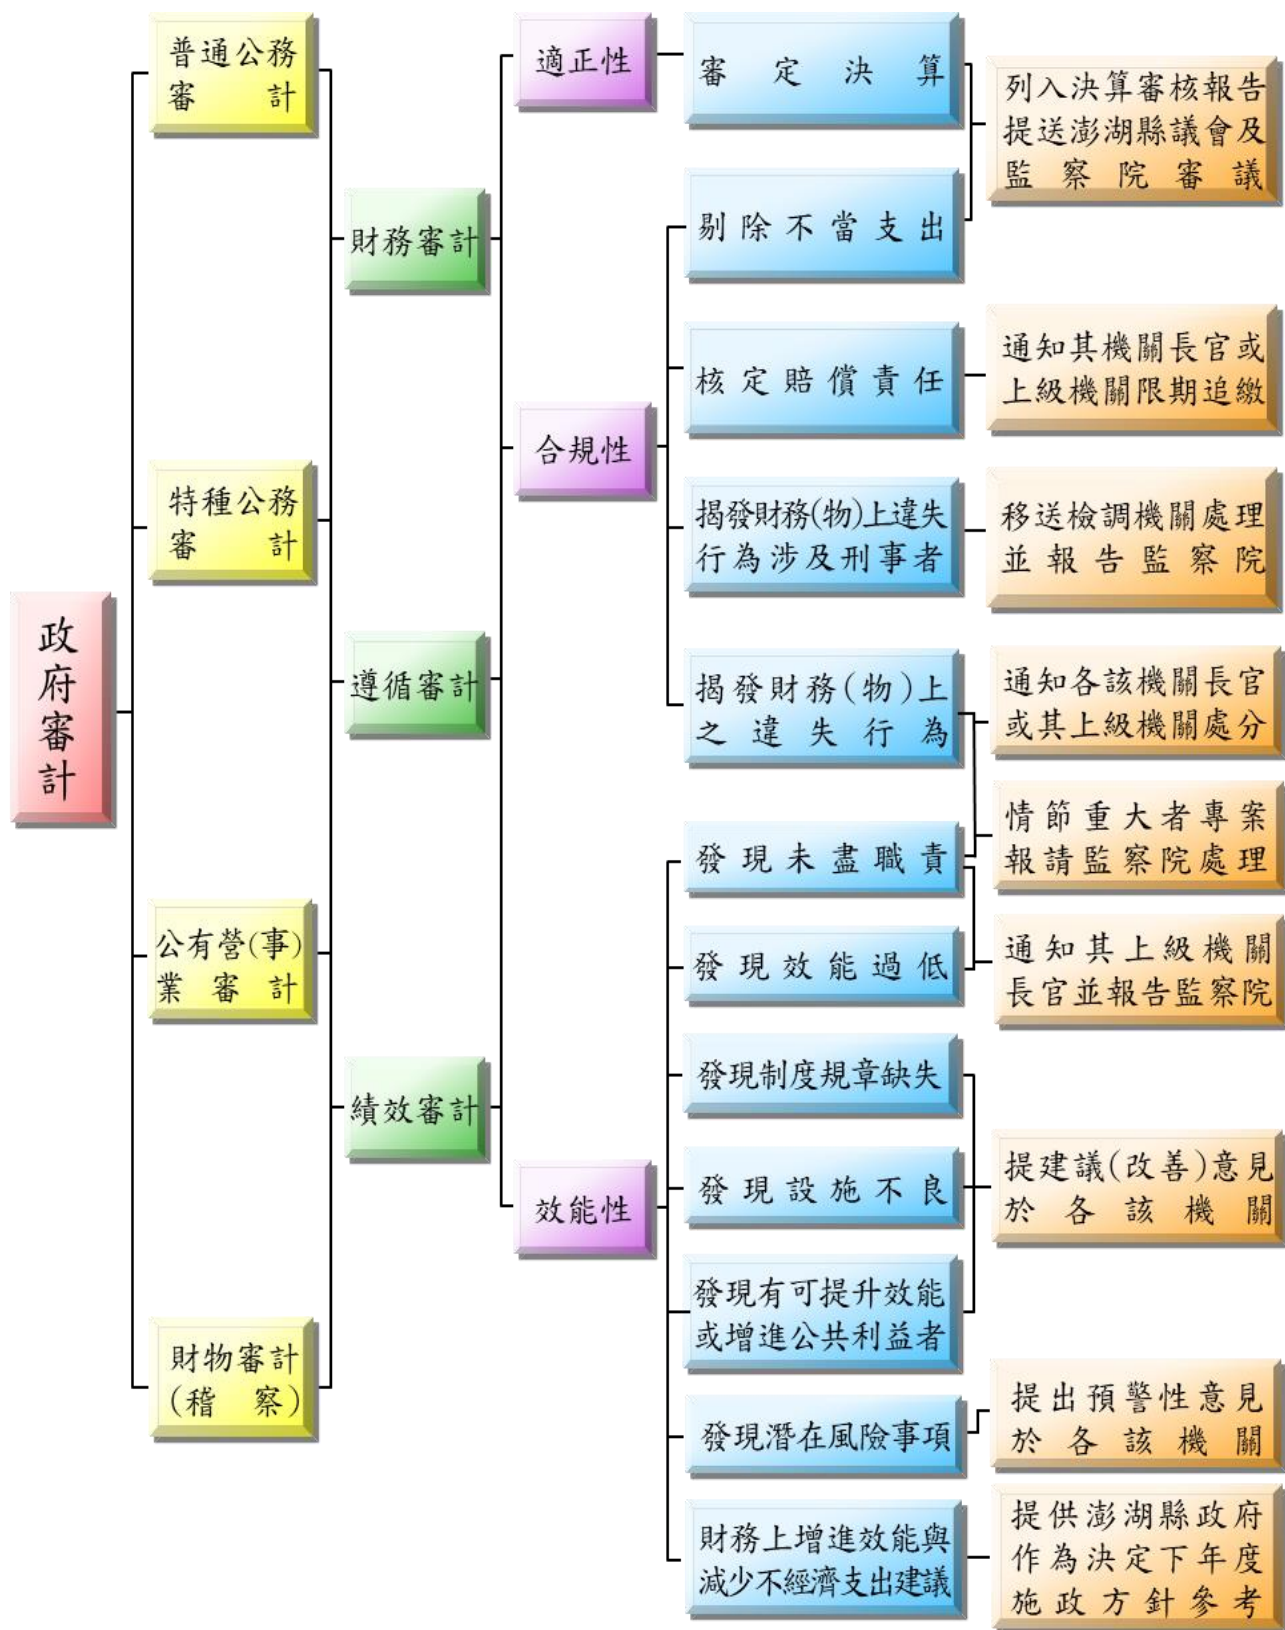 政府審計
普通公務
審計
特種公務
審計
公有營(事)
業審計
財物審計
(稽察)
財務審計
遵循審計
績效審計
適正性
合規性
效能性
審定決算
剔除不當支出
核定賠償責任
揭發財務(物)上違失
行為涉及刑事者
揭發財務(物)上
之違失行為
發現未盡職責
發現效能過低
發現制度規章缺失
發現設施不良
發現有可提升效能
或增進公共利益者
發現潛在風險事項
財務上增進效能與
減少不經濟支出建議
列入決算審核報告
提送澎湖縣議會及
監察院審議
通知其機關長官或
上級機關限期追繳
移送檢調機關處理
並報告監察院
通知各該機關長官
或其上級機關處分
情節重大者專案
報請監察院處理
通知其上級機關
長官並報告監察院
提建議(改善)意見
於各該機關
提出預警性意見
於各該機關
提供澎湖縣政府
作為決定下年度
施政方針參考